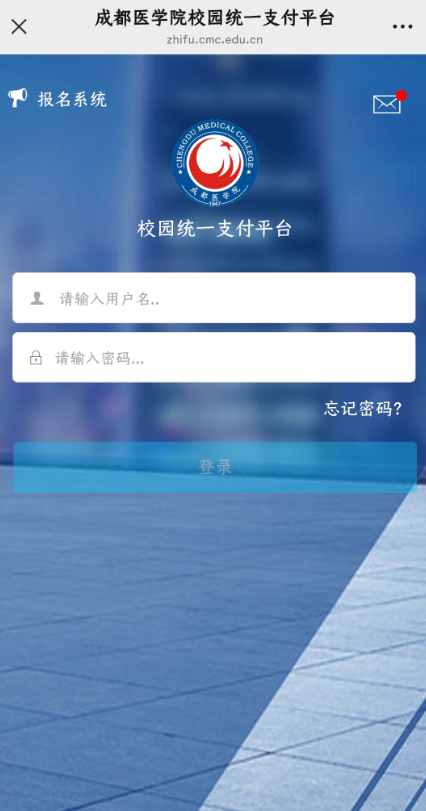 成都医学院校园统一支付平台
zhifu.cmc.edu.cn
报名系统
CHENGDU MEDICAL COLLEGE
成都医学院
1947
校园统一支付平台
请输入用户名..
请输入密码...
忘记密码?
登录